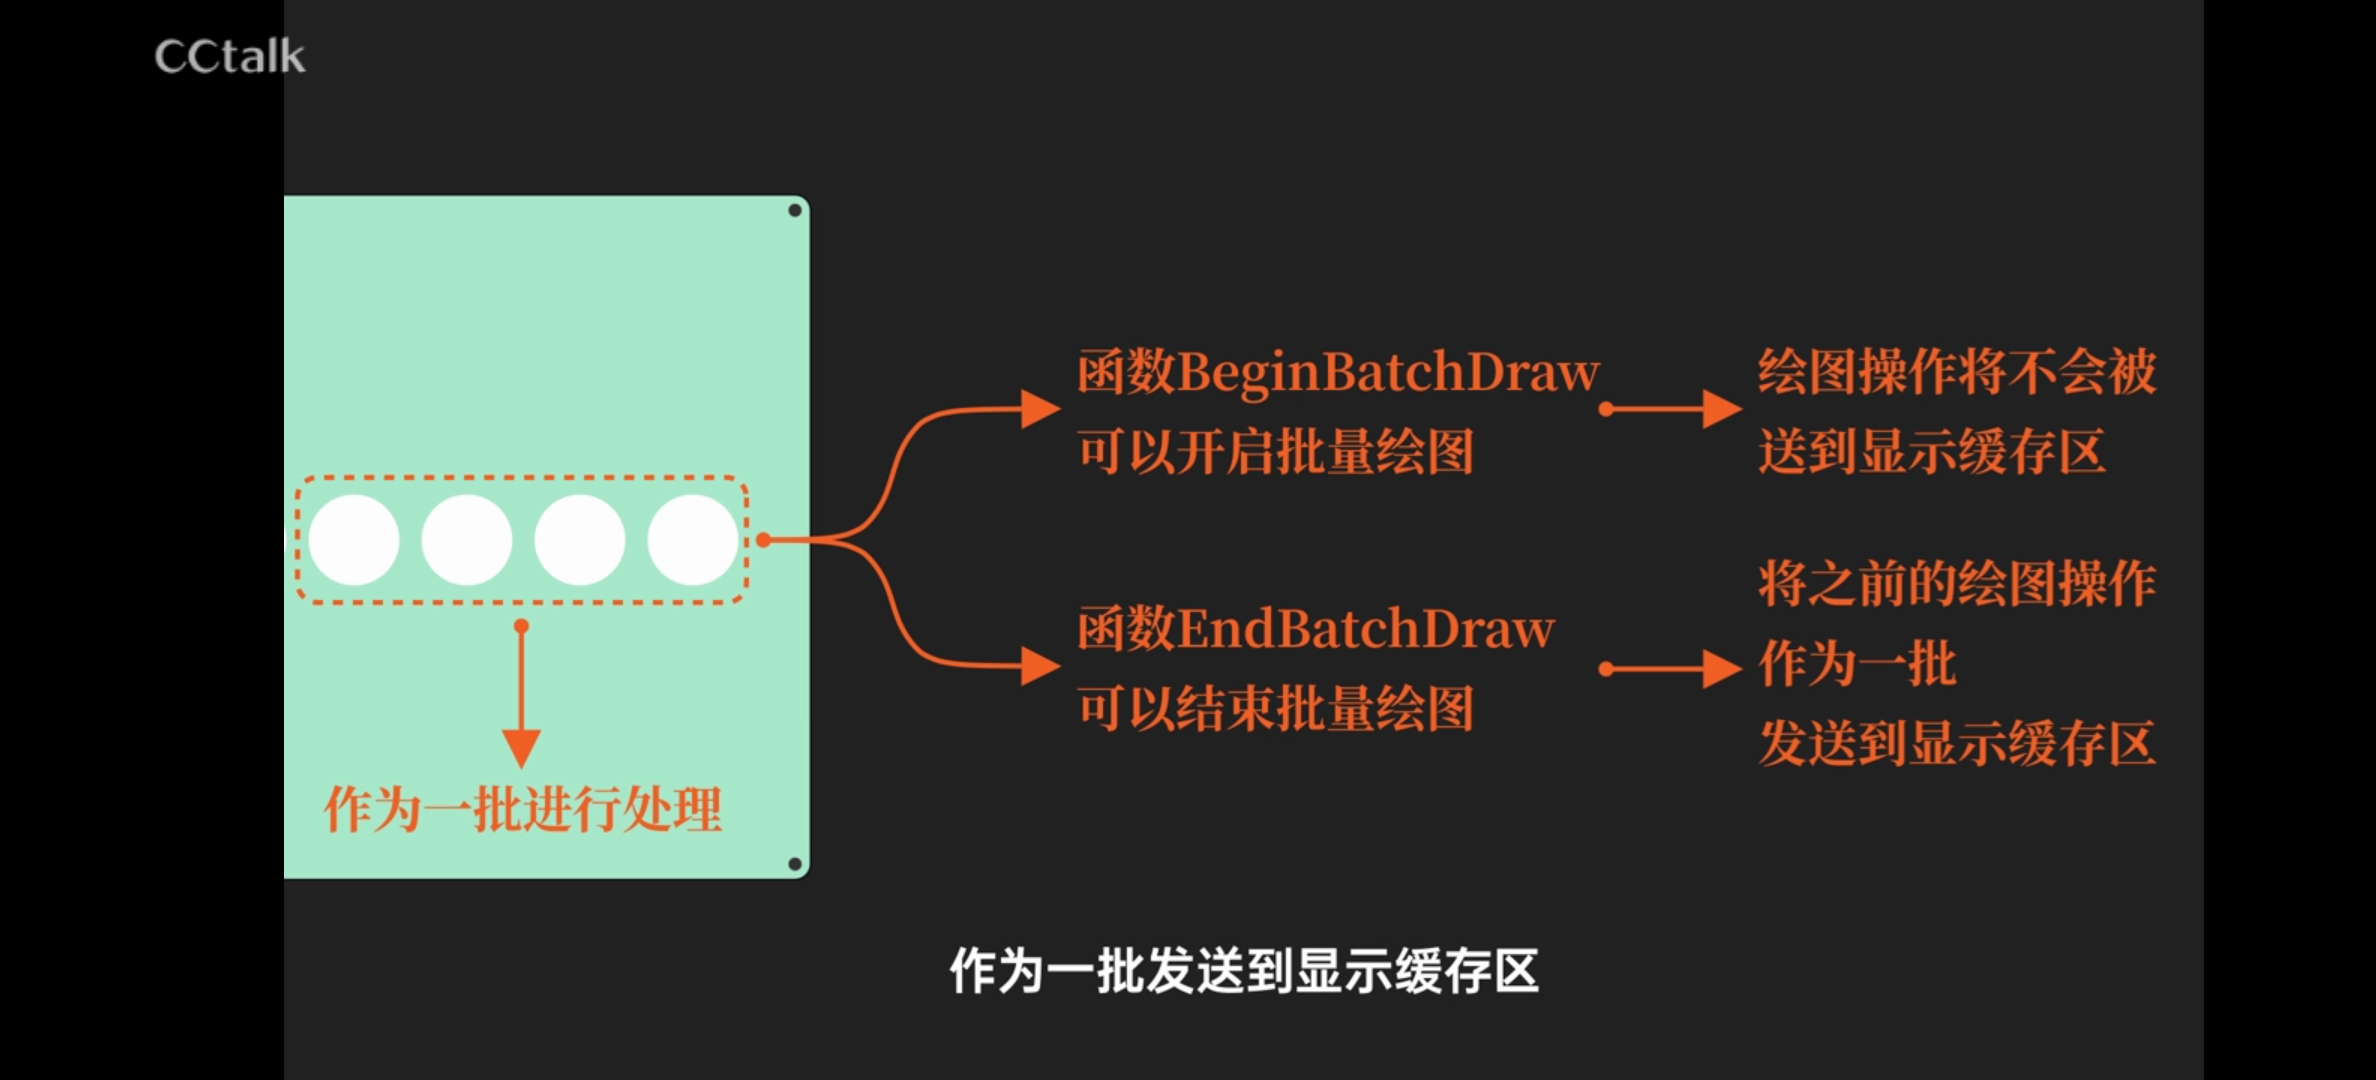 CCtalk
函数BeginBatchDraw
可以开启批量绘图
绘图操作将不会被
送到显示缓存区
函数EndBatchDraw
可以结束批量绘图
将之前的绘图操作
作为一批
发送到显示缓存区
作为一批进行处理
作为一批发送到显示缓存区